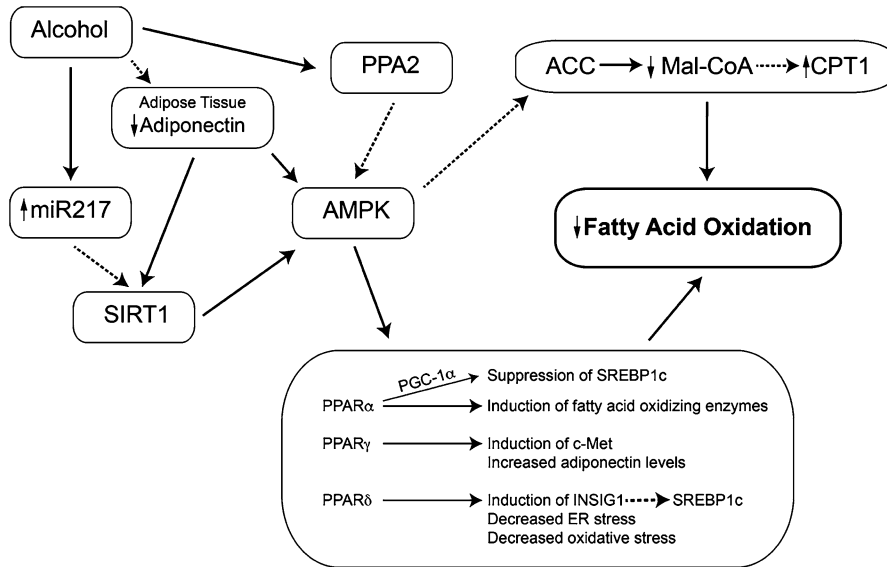 Alcohol
PPA2
ACC Mal-CoA CPT1
Adipose Tissue
Adiponectin
miR217
AMPK
Fatty Acid Oxidation
SIRT1
PGC-1α
Suppression of SREBP1c
PPARα
Induction of fatty acid oxidizing enzymes
PPARγ Induction of c-Met
Increased adiponectin levels
PPARδ Induction of INSIG1 SREBP1c
Decreased ER stress
Decreased oxidative stress